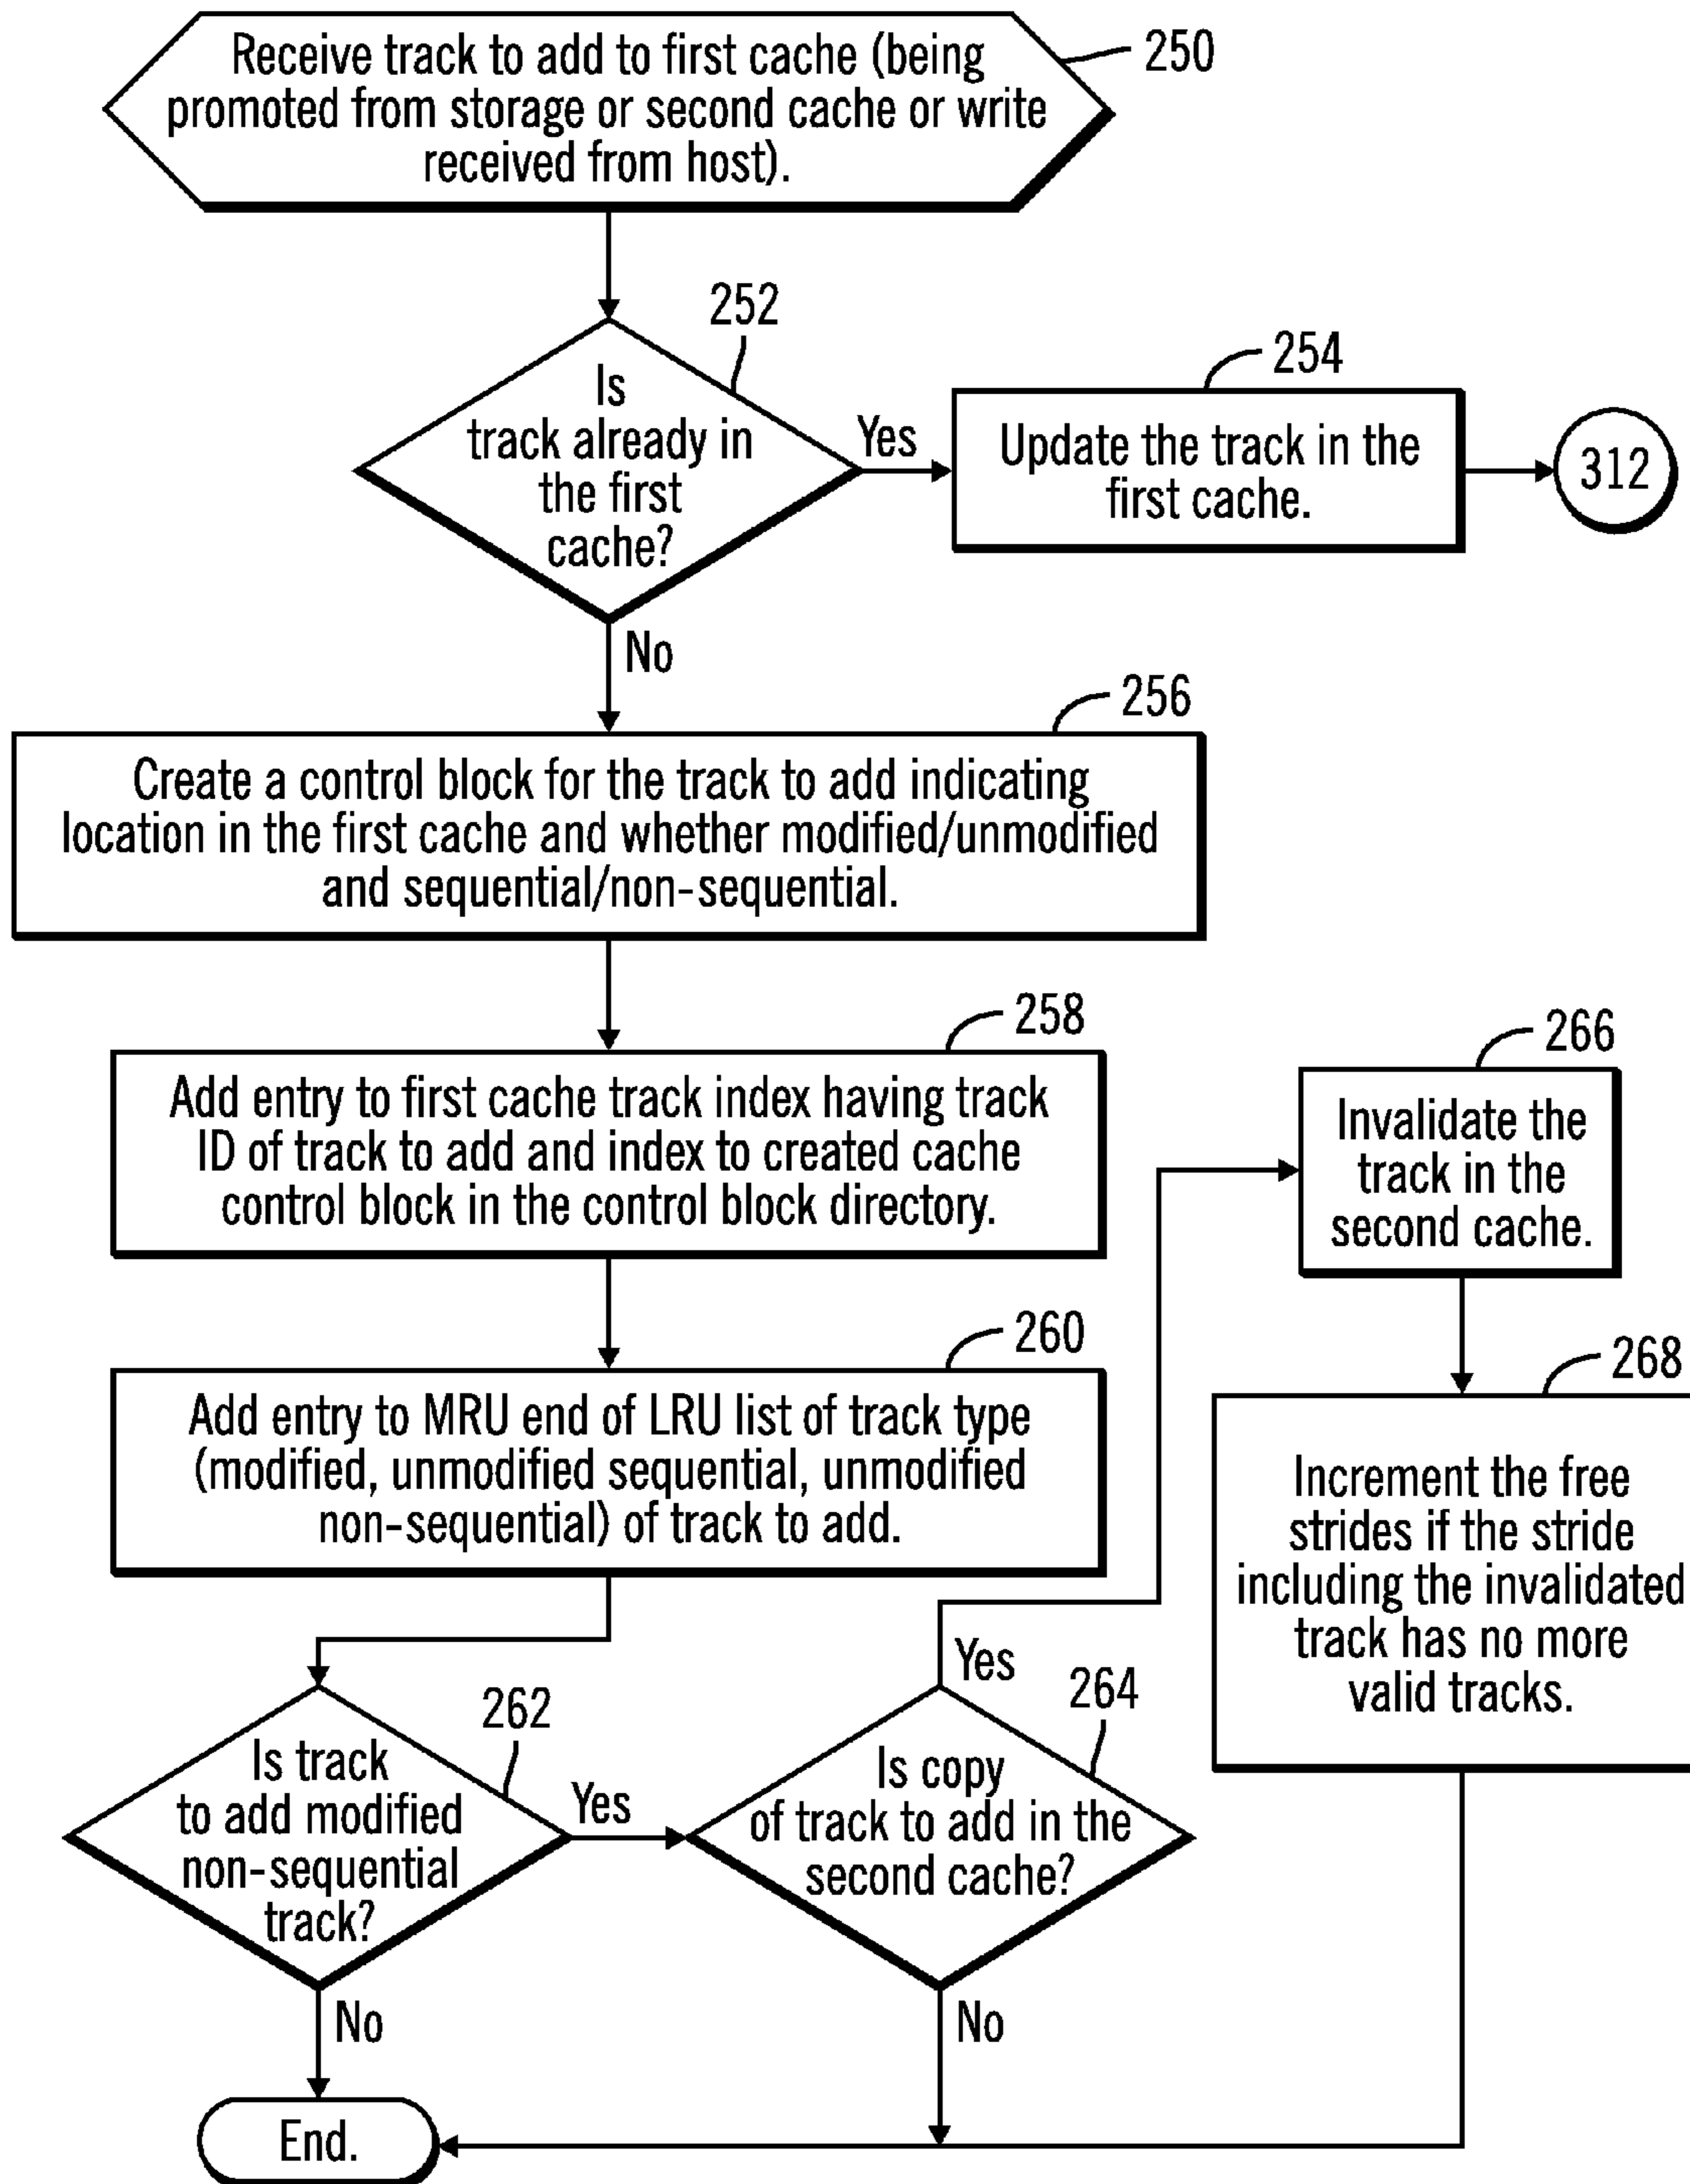 Receive track to add to first cache (being
promoted from storage or second cache or write
received from host).
250
252
Is
track already in
the first
cache?
Yes
254
Update the track in the
first cache.
312
No
256
Create a control block for the track to add indicating
location in the first cache and whether modified/unmodified
and sequential/non-sequential.
258
Add entry to first cache track index having track
ID of track to add and index to created cache
control block in the control block directory.
260
Add entry to MRU end of LRU list of track type
(modified, unmodified sequential, unmodified
non-sequential) of track to add.
262
Is track
to add modified
non-sequential
track?
Yes
No
264
Is copy
of track to add in the
second cache?
Yes
No
266
Invalidate the
track in the
second cache.
268
Increment the free
strides if the stride
including the invalidated
track has no more
valid tracks.
End.